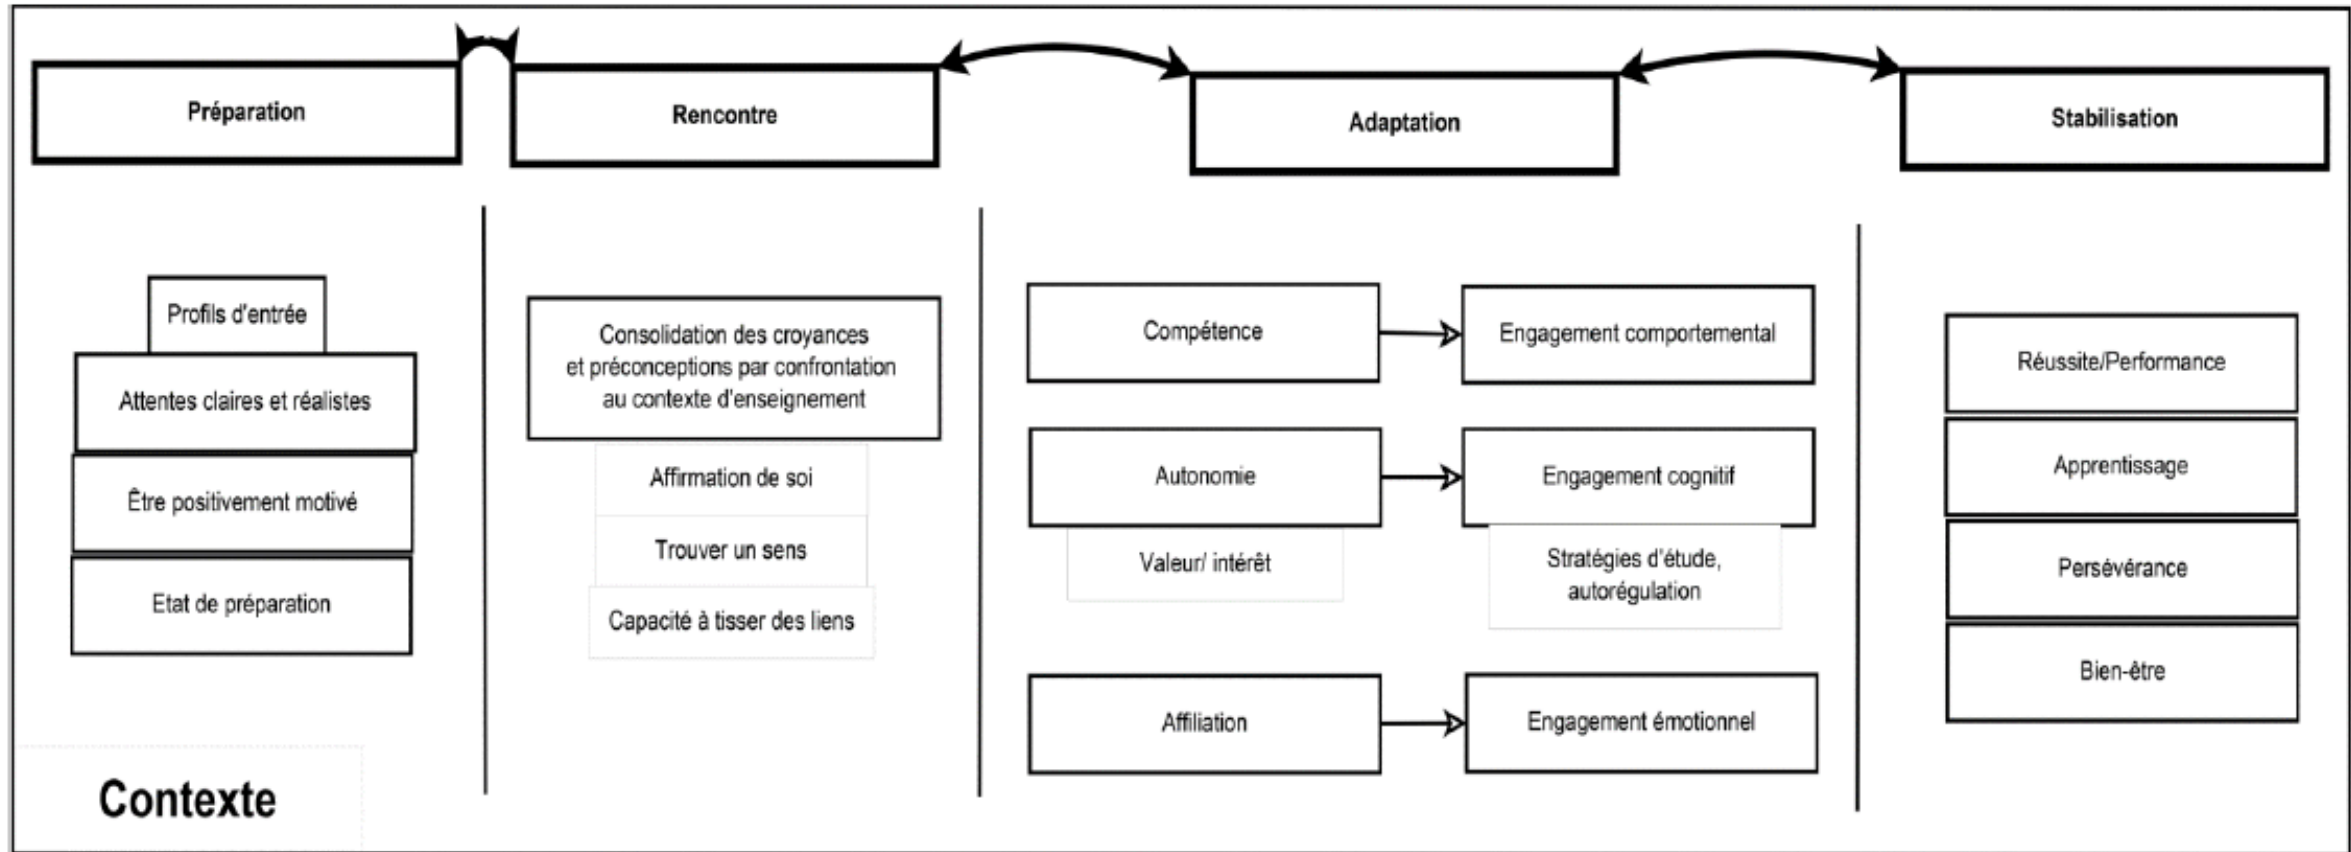 Préparation
Rencontre
Adaptation
Stabilisation
Profils d'entrée
Attentes claires et réalistes
Être positivement motivé
Etat de préparation
Consolidation des croyances
et préconceptions par confrontation
au contexte d'enseignement
Affirmation de soi
Trouver un sens
Capacité à tisser des liens
Compétence
Engagement comportemental
Autonomie
Engagement cognitif
Valeur/ intérêt
Stratégies d'étude,
autorégulation
Affiliation
Engagement émotionnel
Réussite/Performance
Apprentissage
Persévérance
Bien-être
Contexte